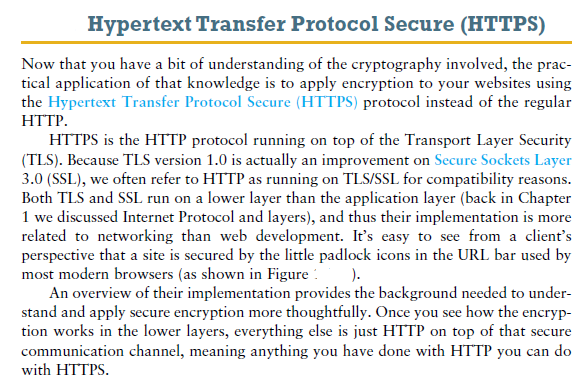 Hypertext Transfer Protocol Secure (HTTPS)
Now that you have a bit of understanding of the cryptography involved, the prac-
tical application of that knowledge is to apply encryption to your websites using
the Hypertext Transfer Protocol Secure (HTTPS) protocol instead of the regular
HTTP.
HTTPS is the HTTP protocol running on top of the Transport Layer Security
(TLS). Because TLS version 1.0 is actually an improvement on Secure Sockets Layer
3.0 (SSL), we often refer to HTTP as running on TLS/SSL for compatibility reasons.
Both TLS and SSL run on a lower layer than the application layer (back in Chapter
1 we discussed Internet Protocol and layers), and thus their implementation is more
related to networking than web development. It's easy to see from a client's
perspective that a site is secured by the little padlock icons in the URL bar used by
most modern browsers (as shown in Figure ).
An overview of their implementation provides the background needed to under-
stand and apply secure encryption more thoughtfully. Once you see how the encryp-
tion works in the lower layers, everything else is just HTTP on top of that secure
communication channel, meaning anything you have done with HTTP you can do
with HTTPS.